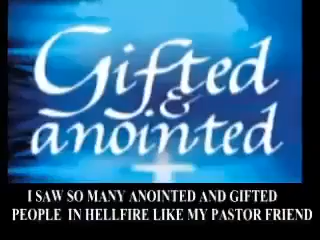 Gifted
&
anointed
I SAW SO MANY ANOINTED AND GIFTED
PEOPLE IN HELLFIRE LIKE MY PASTOR FRIEND